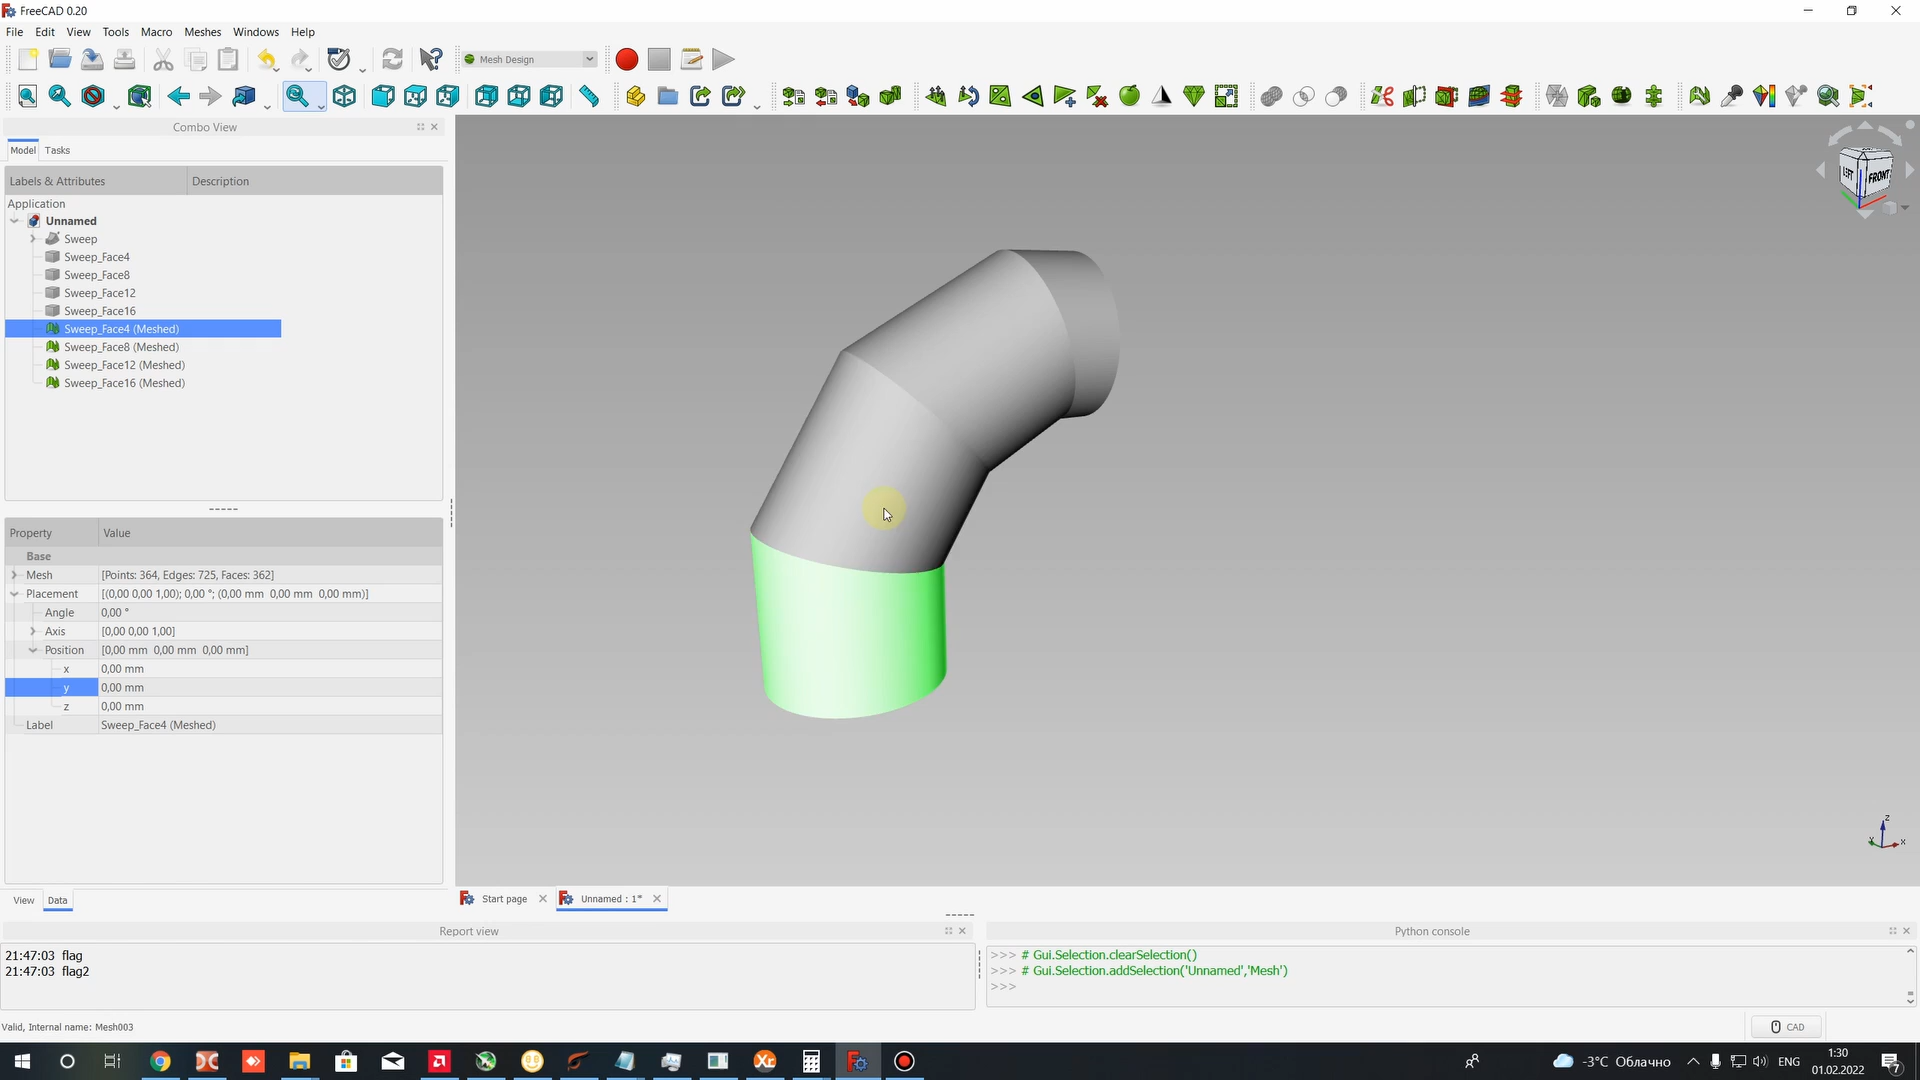 FreeCAD 0.20
File Edit View Tools Macro Meshes Windows Help
Mesh Design
Combo View
Model Tasks
Labels & Attributes Description
Application
Unnamed
Sweep
Sweep_Face4
Sweep_Face8
Sweep_Face12
Sweep_Face16
Sweep_Face4 (Meshed)
Sweep_Face8 (Meshed)
Sweep_Face12 (Meshed)
Sweep_Face16 (Meshed)
Property Value
Base
Mesh [Points: 364, Edges: 725, Faces: 362]
Placement [(0,00 0,00 1,00); 0,00 °; (0,00 mm 0,00 mm 0,00 mm)]
Angle 0,00 °
Axis [0,00 0,00 1,00]
Position [0,00 mm 0,00 mm 0,00 mm]
x 0,00 mm
y 0,00 mm
z 0,00 mm
Label Sweep_Face4 (Meshed)
View Data
LEFT FRONT
z
x
Start page Unnamed : 1*
Report view
21:47:03 flag
21:47:03 flag2
Python console
>>> # Gui.Selection.clearSelection()
>>> # Gui.Selection.addSelection('Unnamed','Mesh')
>>>
Valid, Internal name: Mesh003
CAD
Xr
-3°C Облачно
ENG
1:30
01.02.2022
7